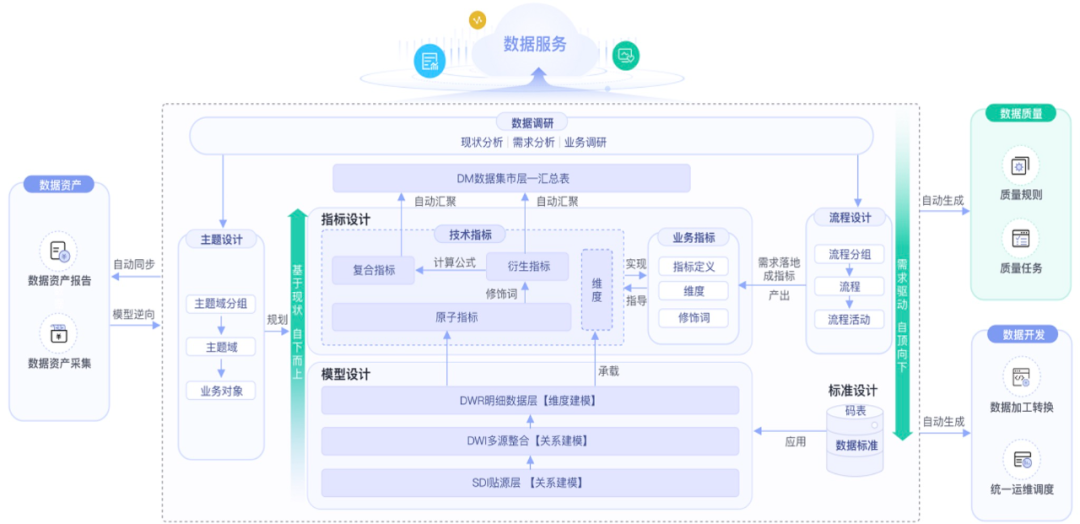 数据服务
数据调研
现状分析 | 需求分析 | 业务调研
数据资产
数据资产报告
数据资产采集
自动同步
模型逆向
主题设计
主题域分组
主题域
业务对象
规划
基于现状 自下而上
DM数据集市层—汇总表
自动汇聚
自动汇聚
指标设计
技术指标
复合指标
计算公式
衍生指标
修饰词
原子指标
维度
实现
指导
业务指标
指标定义
维度
修饰词
需求落地
成指标
产出
流程设计
流程分组
流程
流程活动
模型设计
承载
DWR明细数据层【维度建模】
DWI多源整合【关系建模】
SDI贴源层 【关系建模】
应用
标准设计
码表
数据标准
需求驱动 自顶向下
自动生成
自动生成
数据质量
质量规则
质量任务
数据开发
数据加工转换
统一运维调度